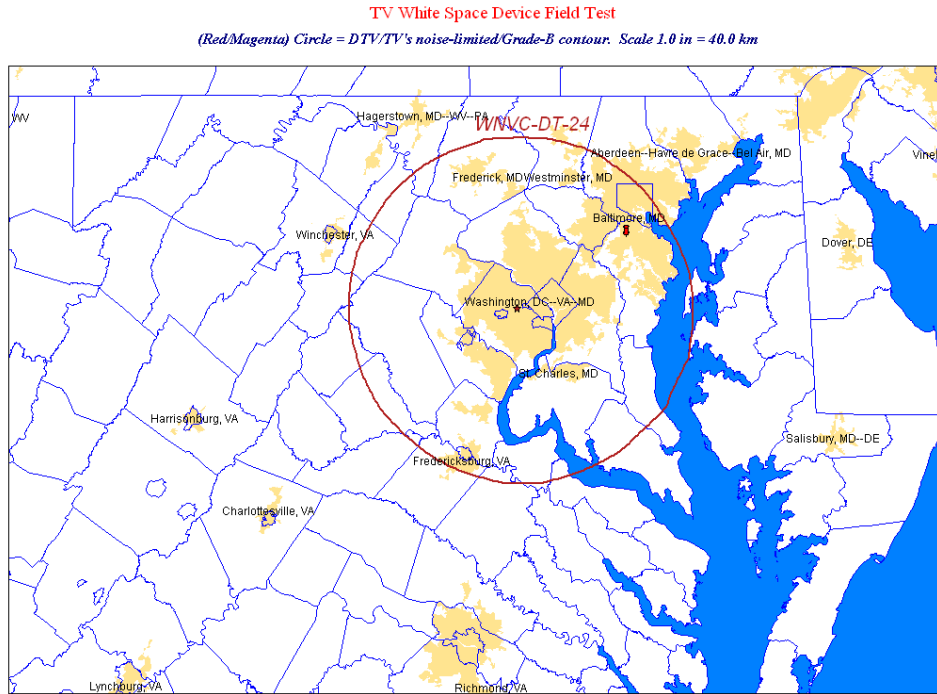 TV White Space Device Field Test
(Red/Magenta) Circle = DTV/TV's noise-limited/Grade-B contour. Scale 1.0 in = 40.0 km
WV
Hagerstown, MD--WV--PA
WNVC-DT-24
Aberdeen--Havre de Grace--Bel Air, MD
Vinel
Frederick, MD
Westminster, MD
Baltimore, MD
Winchester, VA
Dover, DE
Washington, DC--VA--MD
St. Charles, MD
Harrisonburg, VA
Salisbury, MD--DE
Fredericksburg, VA
Charlottesville, VA
Lynchburg, VA
Richmond, VA